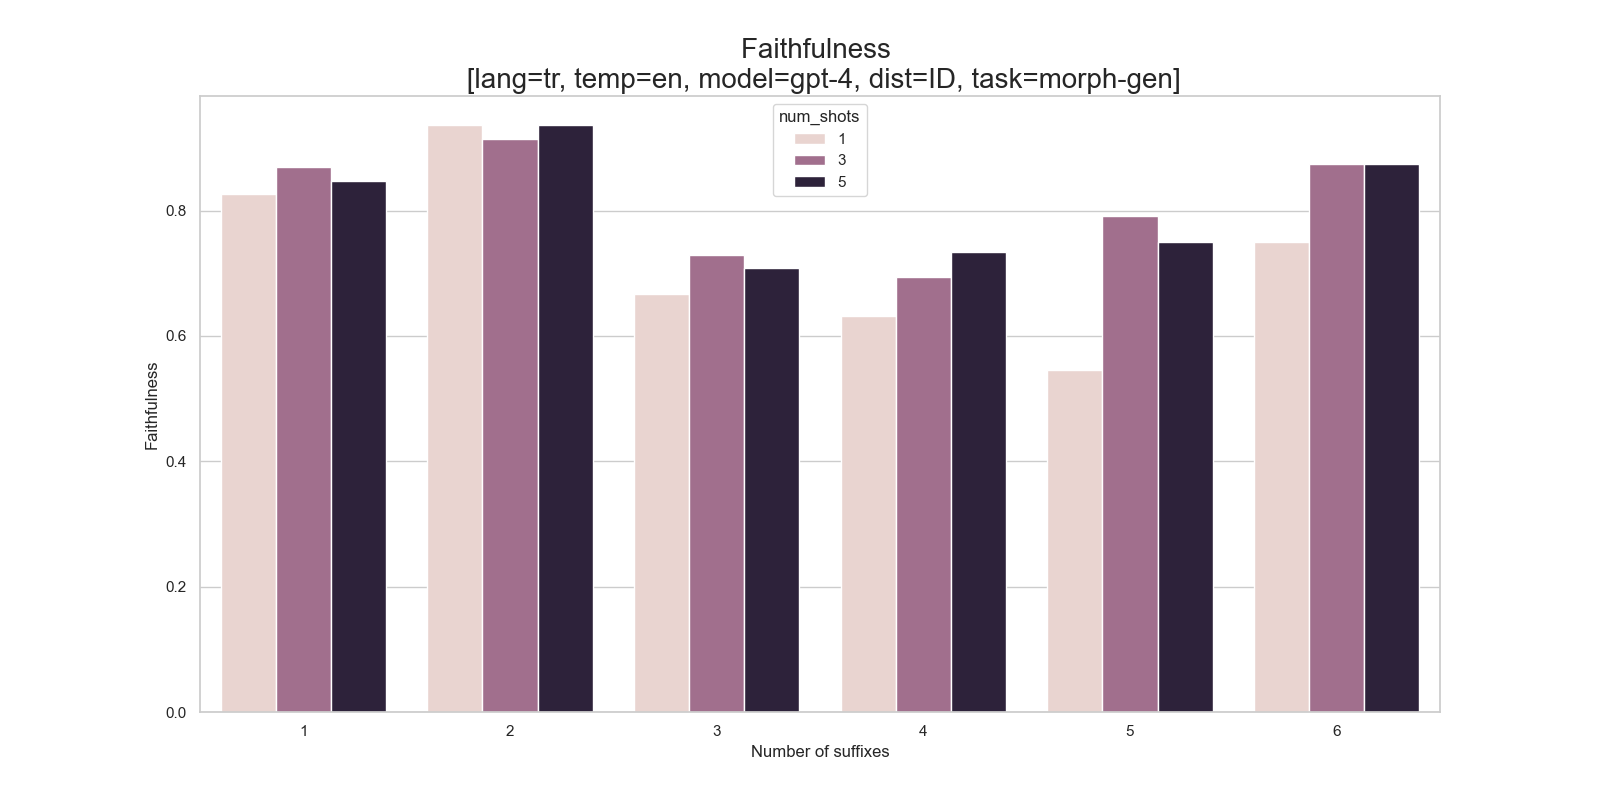 Faithfulness
[lang=tr, temp=en, model=gpt-4, dist=ID, task=morph-gen]
num_shots
1
3
5
Faithfulness
0.8
0.6
0.4
0.2
0.0
1 2 3 4 5 6
Number of suffixes